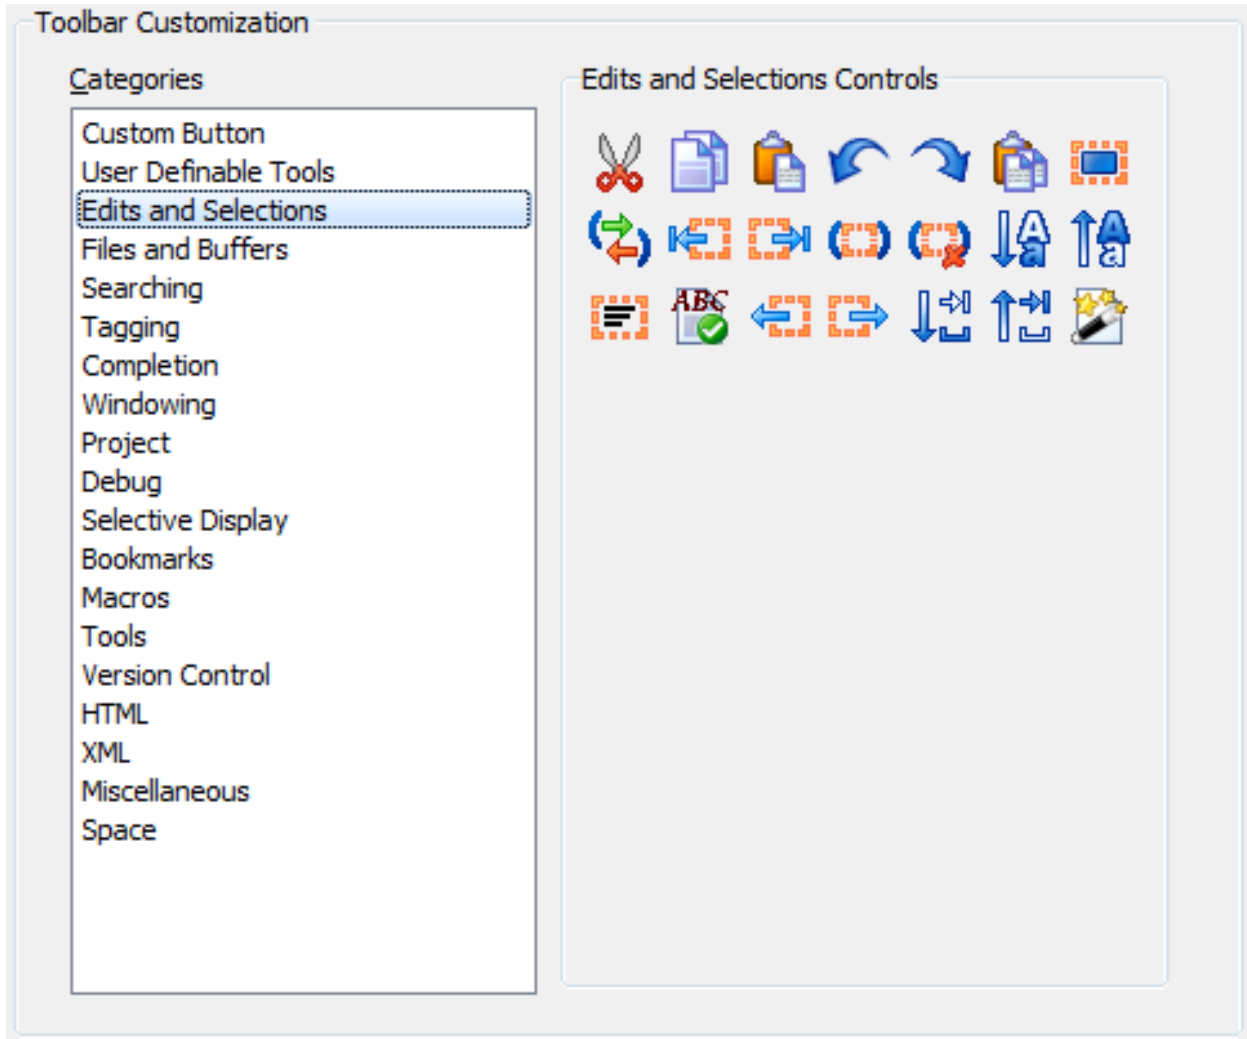 Toolbar Customization
Categories
Edits and Selections Controls
Custom Button
User Definable Tools
Edits and Selections
Files and Buffers
Searching
Tagging
Completion
Windowing
Project
Debug
Selective Display
Bookmarks
Macros
Tools
Version Control
HTML
XML
Miscellaneous
Space
A
a
A
a
ABC